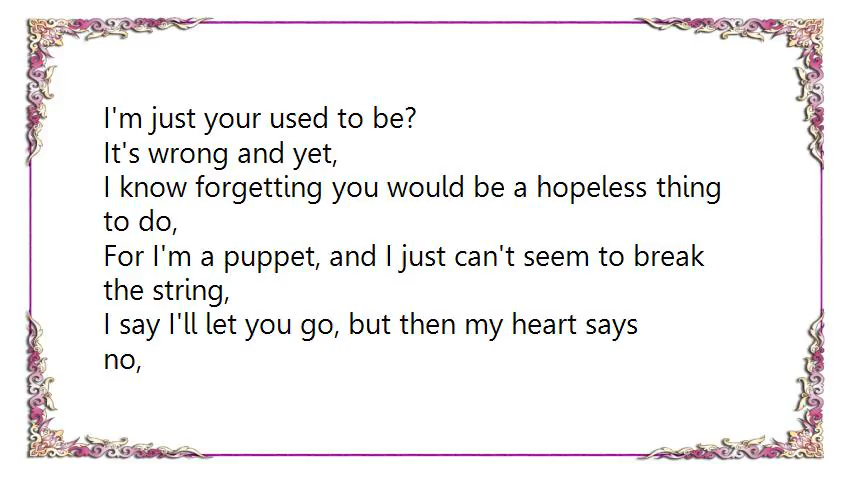 I'm just your used to be?
It's wrong and yet,
I know forgetting you would be a hopeless thing
to do,
For I'm a puppet, and I just can't seem to break
the string,
I say I'll let you go, but then my heart says
no,